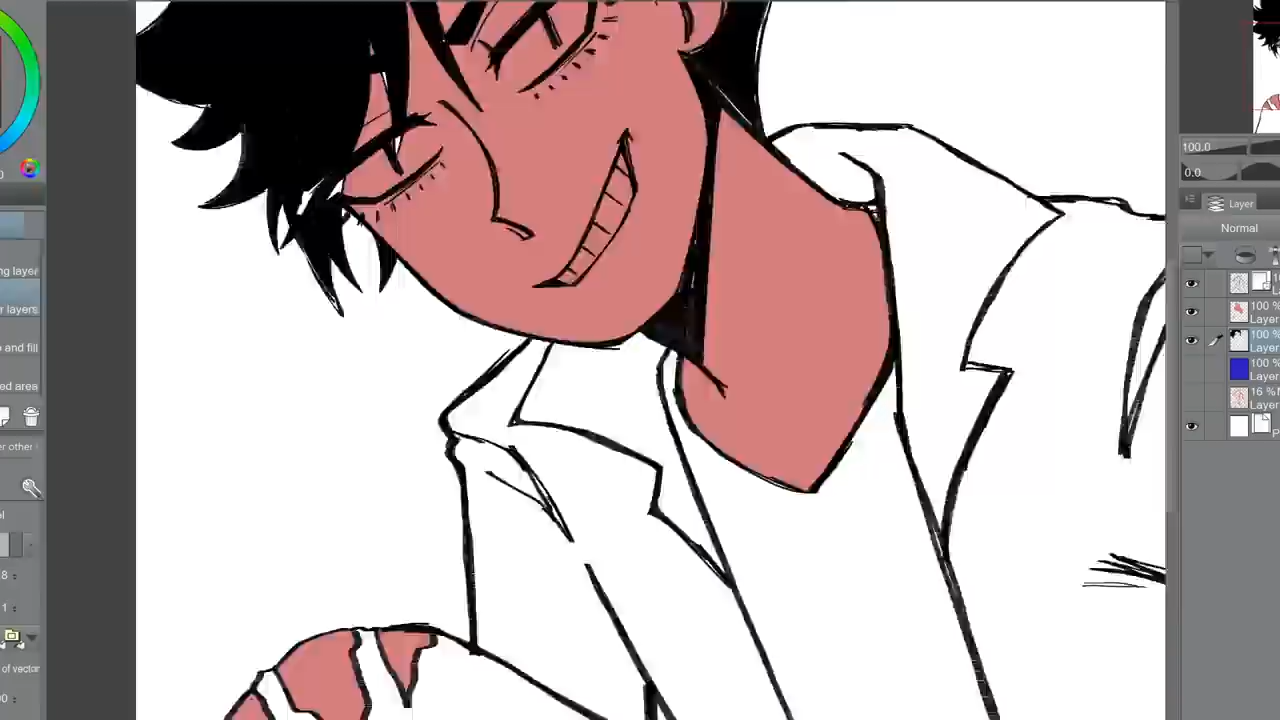 100.0
0.0
Layer
Normal
ng layer
100 %
Layer
r layers
100 %
Layer
o and fill
100 %
Layer
ed area
16 %
Layer
er other
8
1
of vector
00